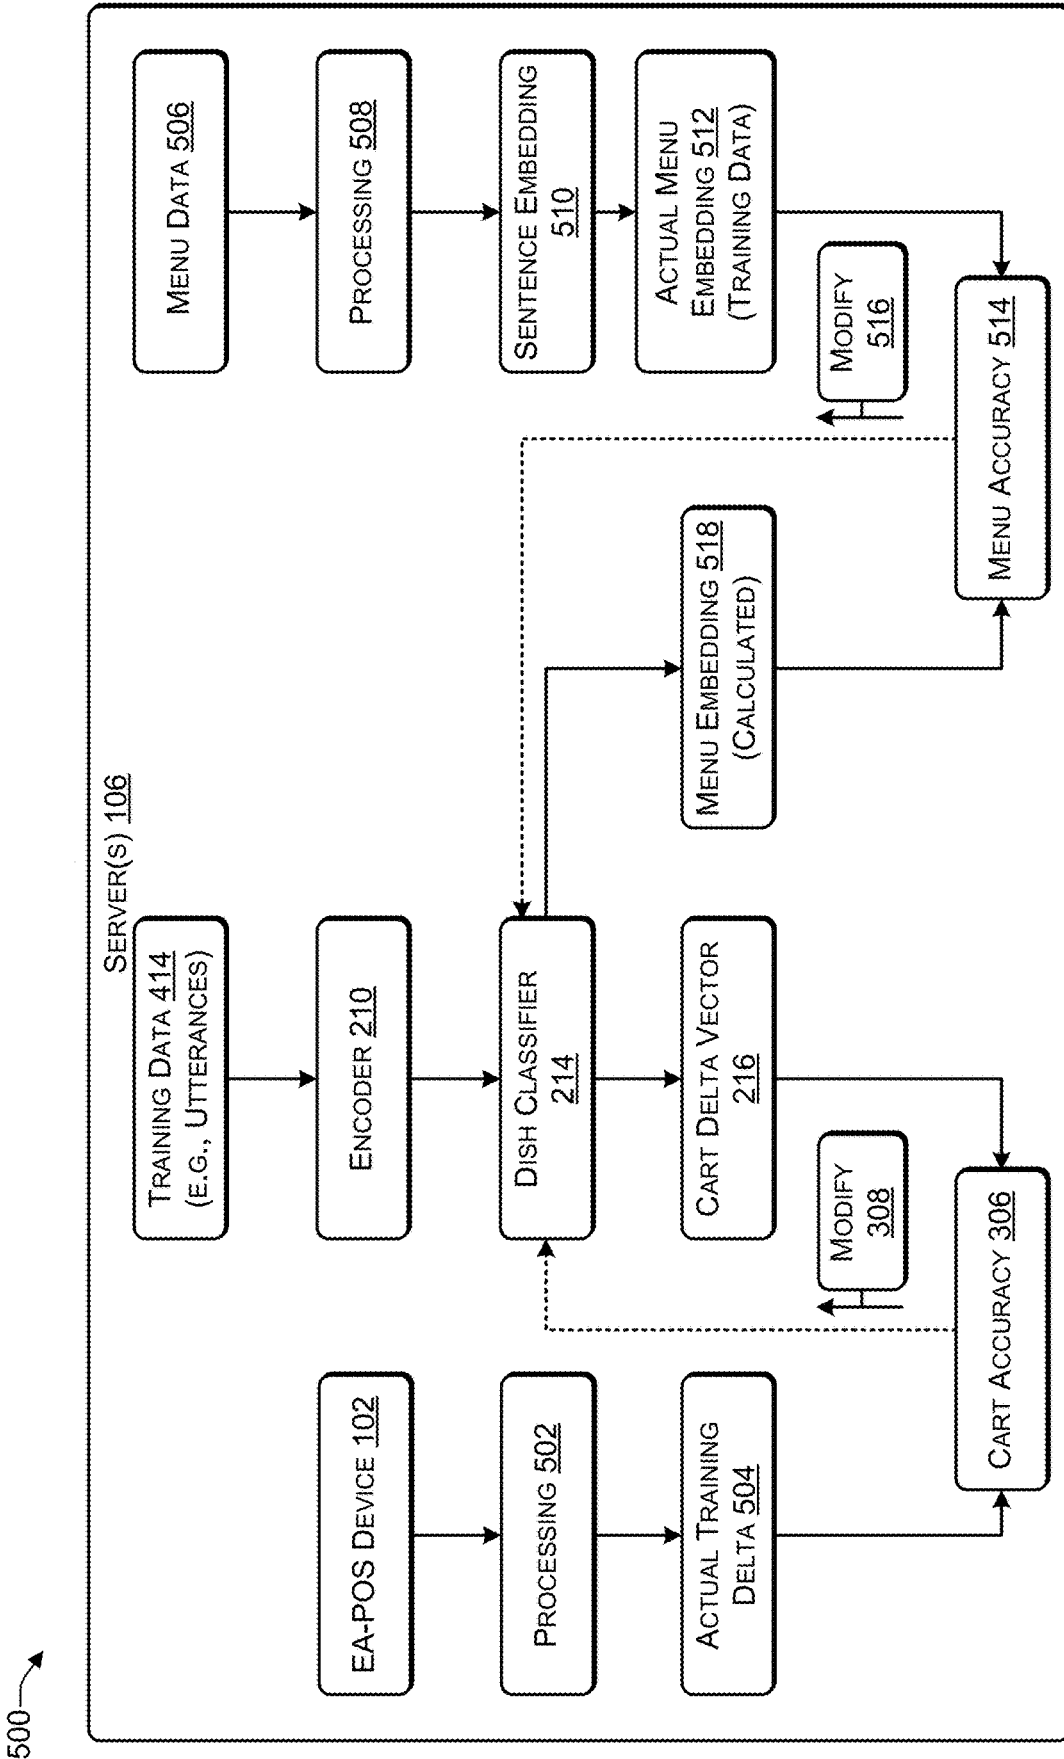 500
SERVER(S) 106
EA-POS DEVICE 102
PROCESSING 502
ACTUAL TRAINING
DELTA 504
CART ACCURACY 306
MODIFY
308
TRAINING DATA 414
(E.G., UTTERANCES)
ENCODER 210
DISH CLASSIFIER
214
CART DELTA VECTOR
216
MENU EMBEDDING 518
(CALCULATED)
MENU DATA 506
PROCESSING 508
SENTENCE EMBEDDING
510
ACTUAL MENU
EMBEDDING 512
(TRAINING DATA)
MODIFY
516
MENU ACCURACY 514